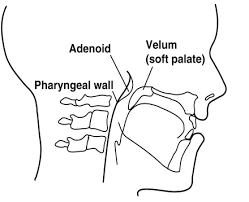 Adenoid
Velum
(soft palate)
Pharyngeal wall